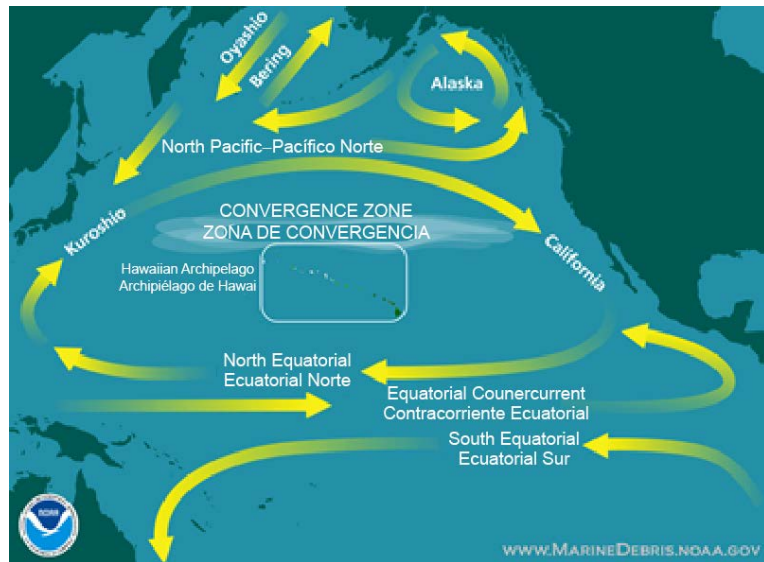 Oyashio
Bering
Alaska
North Pacific–Pacífico Norte
Kuroshio
CONVERGENCE ZONE
ZONA DE CONVERGENCIA
California
Hawaiian Archipelago
Archipiélago de Hawai
North Equatorial
Ecuatorial Norte
Equatorial Counercurrent
Contracorriente Ecuatorial
South Equatorial
Ecuatorial Sur
NOAA
WWW.MARINEDEBRIS.NOAA.GOV